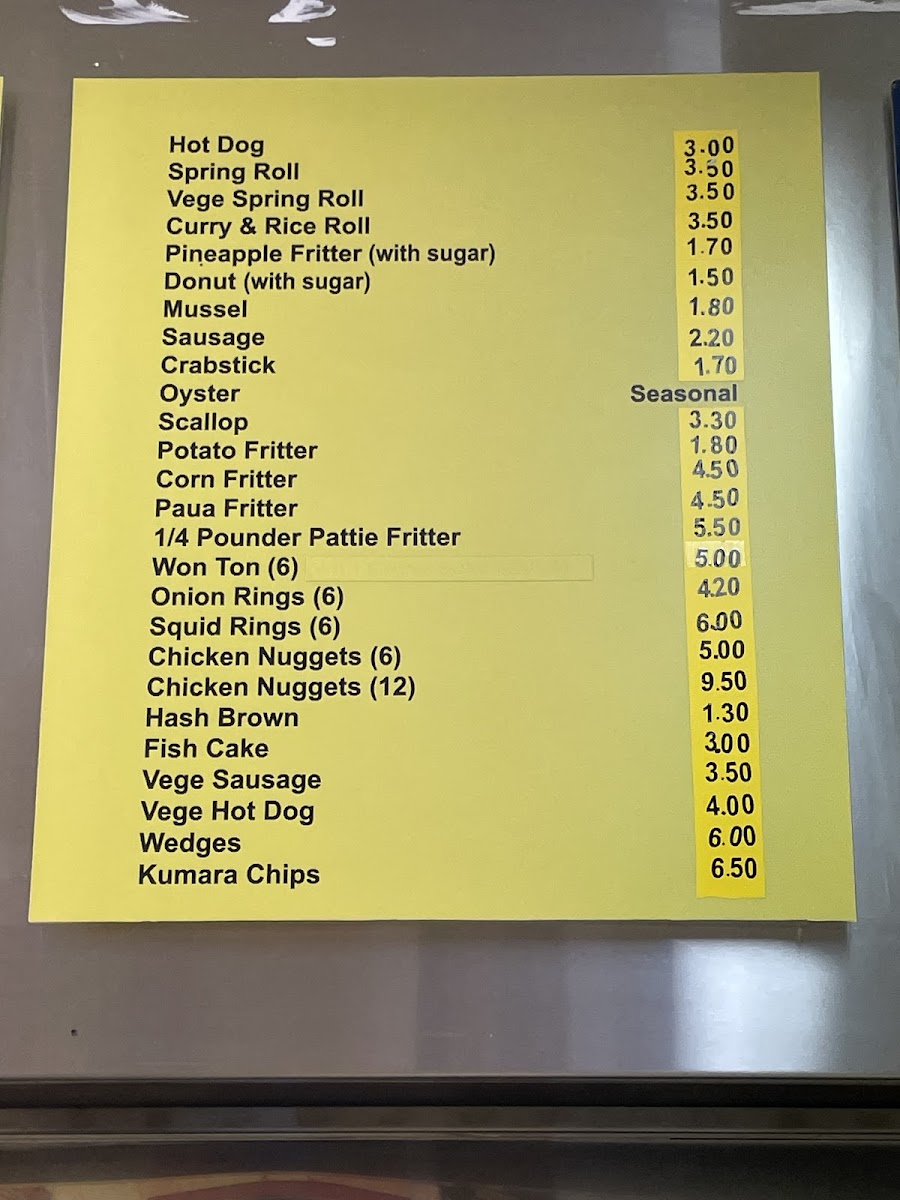 Hot Dog 3.00
Spring Roll 3.50
Vege Spring Roll 3.50
Curry & Rice Roll 3.50
Pineapple Fritter (with sugar) 1.70
Donut (with sugar) 1.50
Mussel 1.80
Sausage 2.20
Crabstick 1.70
Oyster Seasonal
Scallop 3.30
Potato Fritter 1.80
Corn Fritter 4.50
Paua Fritter 4.50
1/4 Pounder Pattie Fritter 5.50
Won Ton (6) 5.00
Onion Rings (6) 4.20
Squid Rings (6) 6.00
Chicken Nuggets (6) 5.00
Chicken Nuggets (12) 9.50
Hash Brown 1.30
Fish Cake 3.00
Vege Sausage 3.50
Vege Hot Dog 4.00
Wedges 6.00
Kumara Chips 6.50